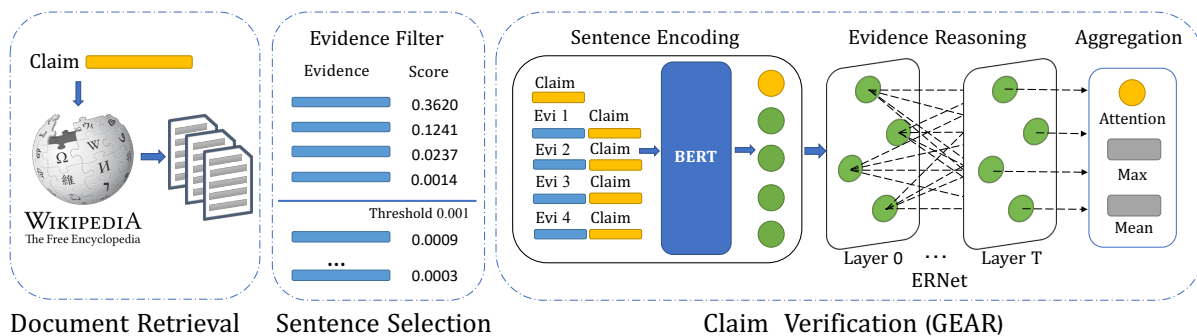 Claim
Ω
W
И
維
WIKIPEDIA
The Free Encyclopedia
Document Retrieval
Evidence Filter
Evidence Score
0.3620
0.1241
0.0237
0.0014
Threshold 0.001
0.0009
...
0.0003
Sentence Selection
Sentence Encoding
Claim
Evi 1 Claim
Evi 2 Claim
Evi 3 Claim
Evi 4 Claim
BERT
Evidence Reasoning
Layer 0 ... Layer T
ERNet
Aggregation
Attention
Max
Mean
Claim Verification (GEAR)